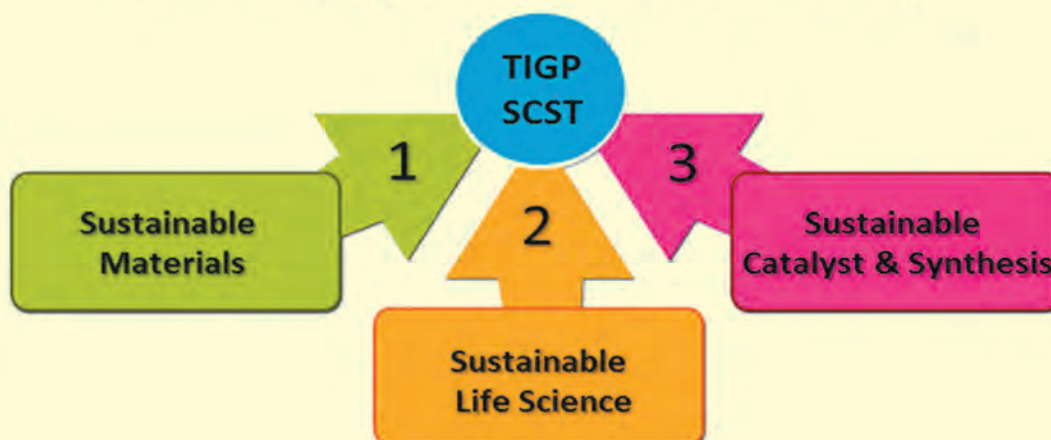 TIGP
SCST
1
2
3
Sustainable
Materials
Sustainable
Life Science
Sustainable
Catalyst & Synthesis